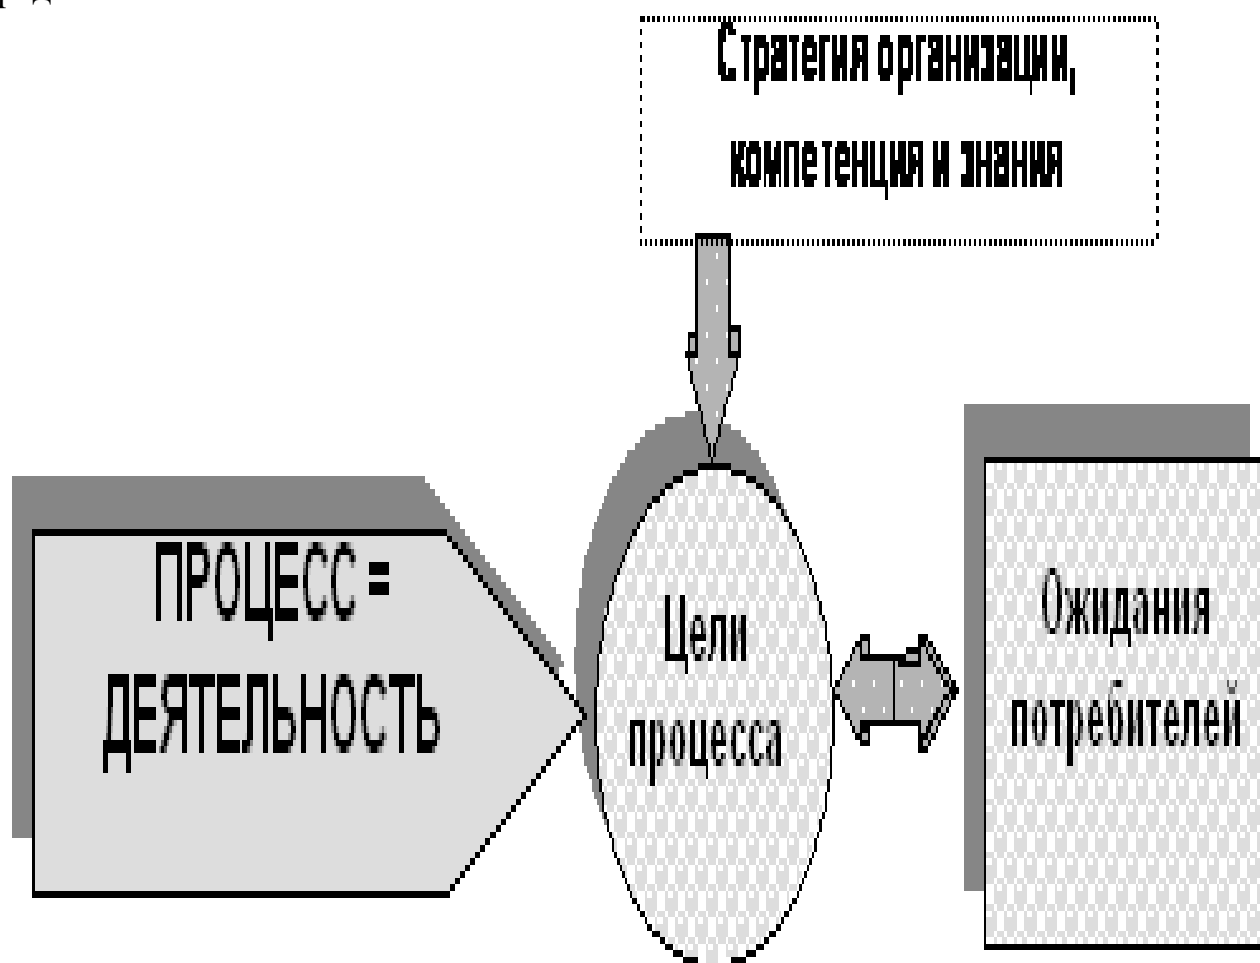 Стратегия организации,
компетенция и знания
ПРОЦЕСС =
ДЕЯТЕЛЬНОСТЬ
Цели
процесса
Ожидания
потребителей